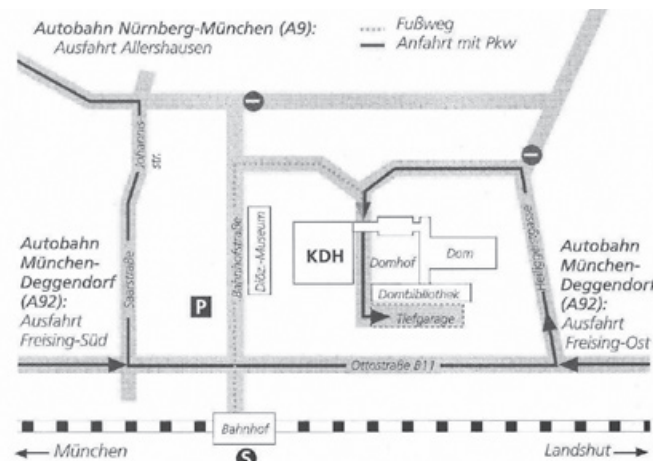 Autobahn Nürnberg-München (A9):
Ausfahrt Allershausen
Fußweg
Anfahrt mit Pkw
Johannis
str.
Saarstraße
Bahnhofstraße
Diöz.-Museum
KDH
Domhof
Dom
Dombibliothek
Tiefgarage
Autobahn
München-
Deggendorf
(A92):
Ausfahrt
Freising-Süd
P
Autobahn
München-
Deggendorf
(A92):
Ausfahrt
Freising-Ost
Ottostraße B11
Bahnhof
S
München
Landshut